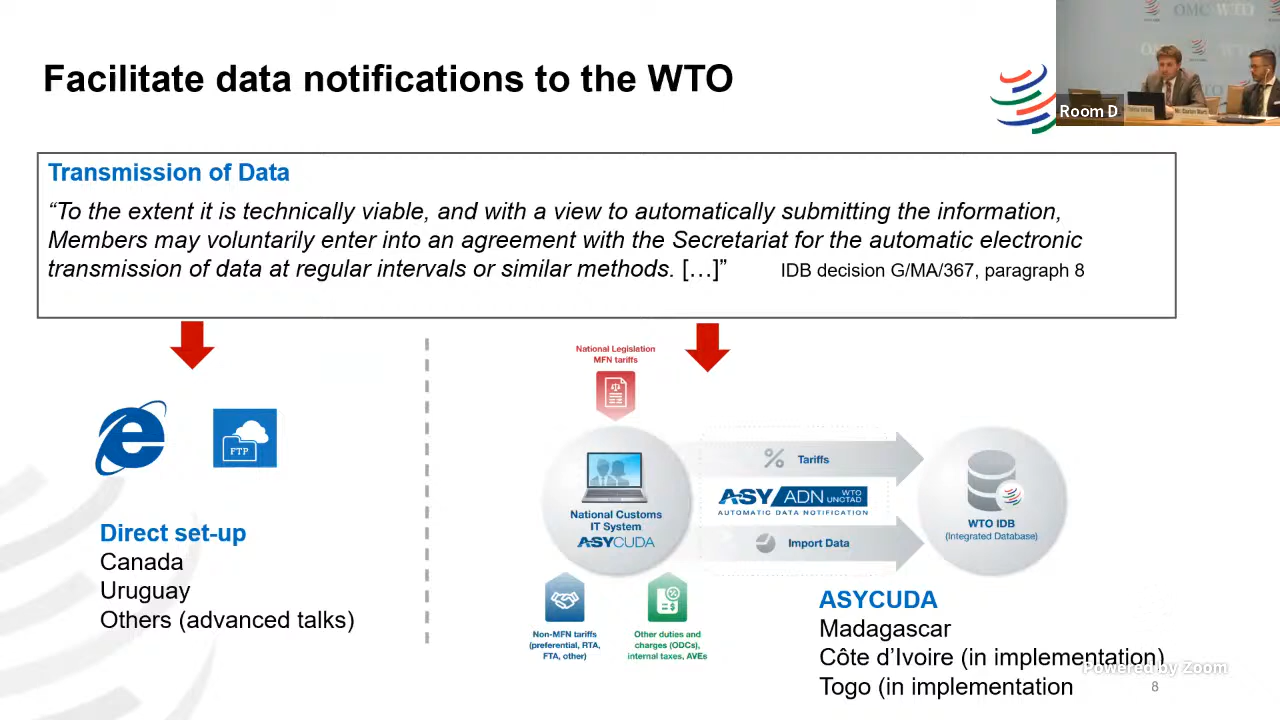 Facilitate data notifications to the WTO
OMC WTO
Room D
Transmission of Data
“To the extent it is technically viable, and with a view to automatically submitting the information,
Members may voluntarily enter into an agreement with the Secretariat for the automatic electronic
transmission of data at regular intervals or similar methods. […]” IDB decision G/MA/367, paragraph 8
National Legislation
MFN tariffs
FTP
Direct set-up
Canada
Uruguay
Others (advanced talks)
National Customs
IT System
ASYCUDA
Tariffs
ASY/ADN WTO
UNCTAD
AUTOMATIC DATA NOTIFICATION
Import Data
WTO IDB
(Integrated Database)
Non-MFN tariffs
(preferential, RTA,
FTA, other)
Other duties and
charges (ODCs),
internal taxes, AVEs
ASYCUDA
Madagascar
Côte d’Ivoire (in implementation)
Togo (in implementation
Powered by Zoom
8